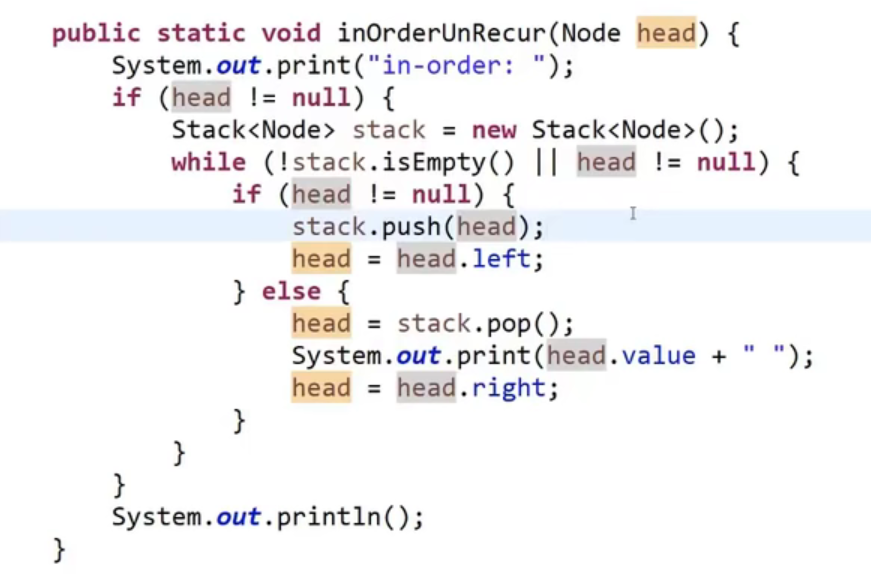 public static void inOrderUnRecur(Node head) {
    System.out.print("in-order: ");
    if (head != null) {
        Stack<Node> stack = new Stack<Node>();
        while (!stack.isEmpty() || head != null) {
            if (head != null) {
                stack.push(head);
                head = head.left;
            } else {
                head = stack.pop();
                System.out.print(head.value + " ");
                head = head.right;
            }
        }
    }
    System.out.println();
}